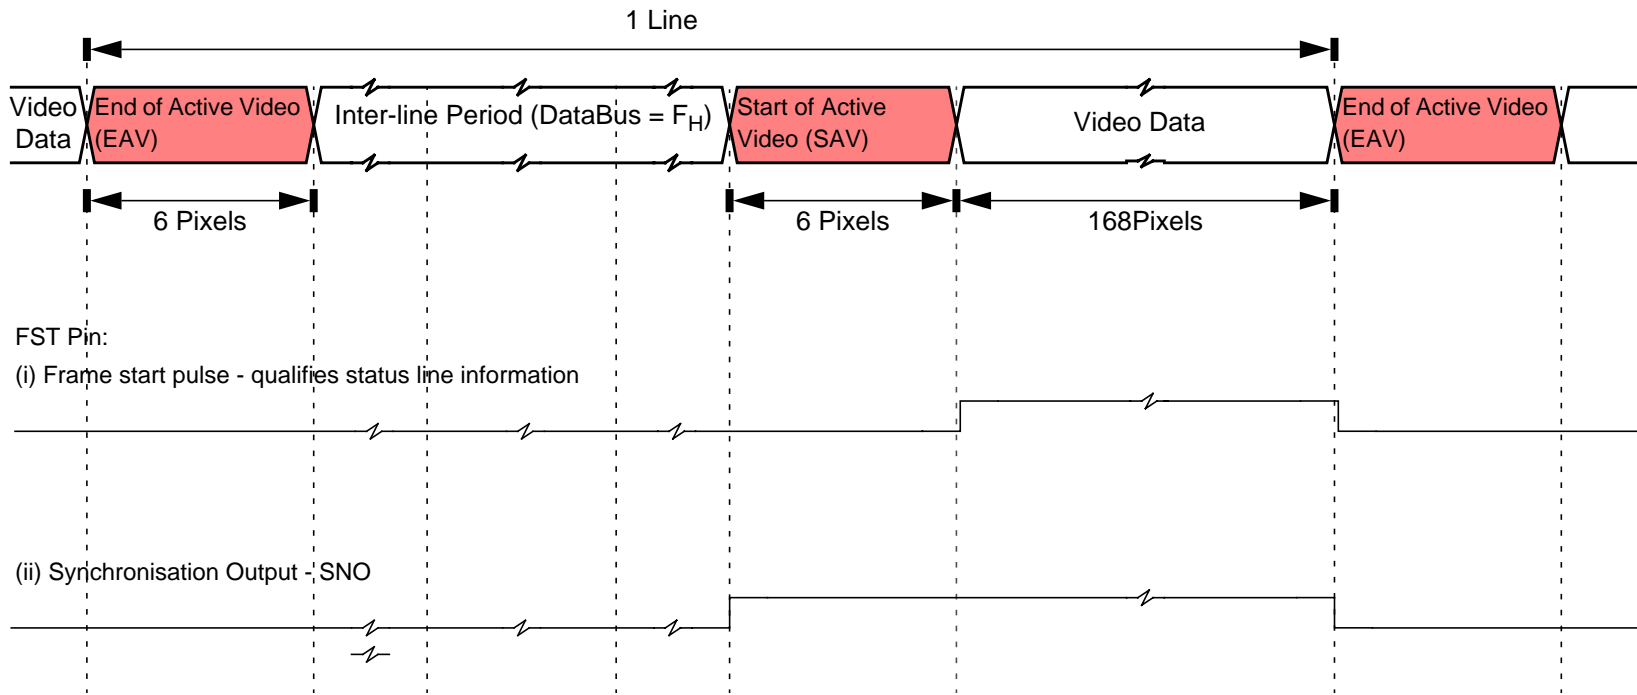 1 Line
Video
Data
End of Active Video
(EAV)
Inter-line Period (DataBus = F_H)
Start of Active
Video (SAV)
Video Data
End of Active Video
(EAV)
6 Pixels
6 Pixels
168Pixels
FST Pin:
(i) Frame start pulse - qualifies status line information
(ii) Synchronisation Output - SNO